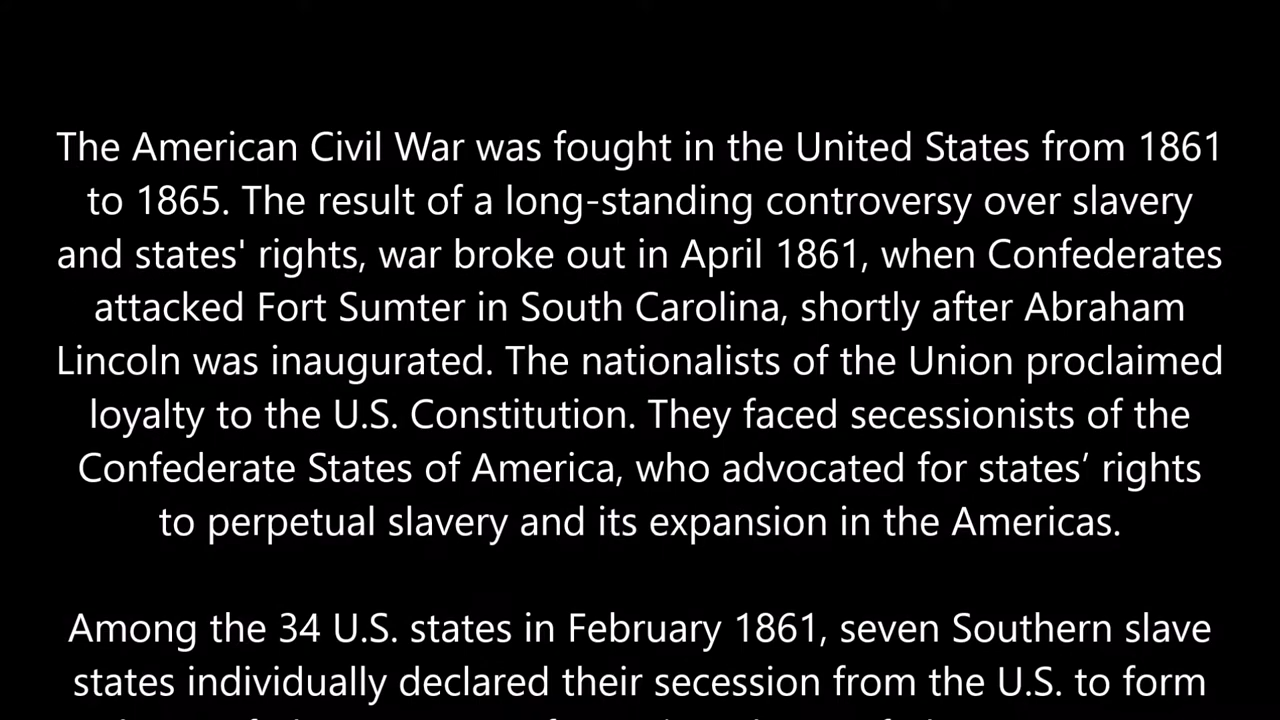 The American Civil War was fought in the United States from 1861
to 1865. The result of a long-standing controversy over slavery
and states' rights, war broke out in April 1861, when Confederates
attacked Fort Sumter in South Carolina, shortly after Abraham
Lincoln was inaugurated. The nationalists of the Union proclaimed
loyalty to the U.S. Constitution. They faced secessionists of the
Confederate States of America, who advocated for states’ rights
to perpetual slavery and its expansion in the Americas.
Among the 34 U.S. states in February 1861, seven Southern slave
states individually declared their secession from the U.S. to form